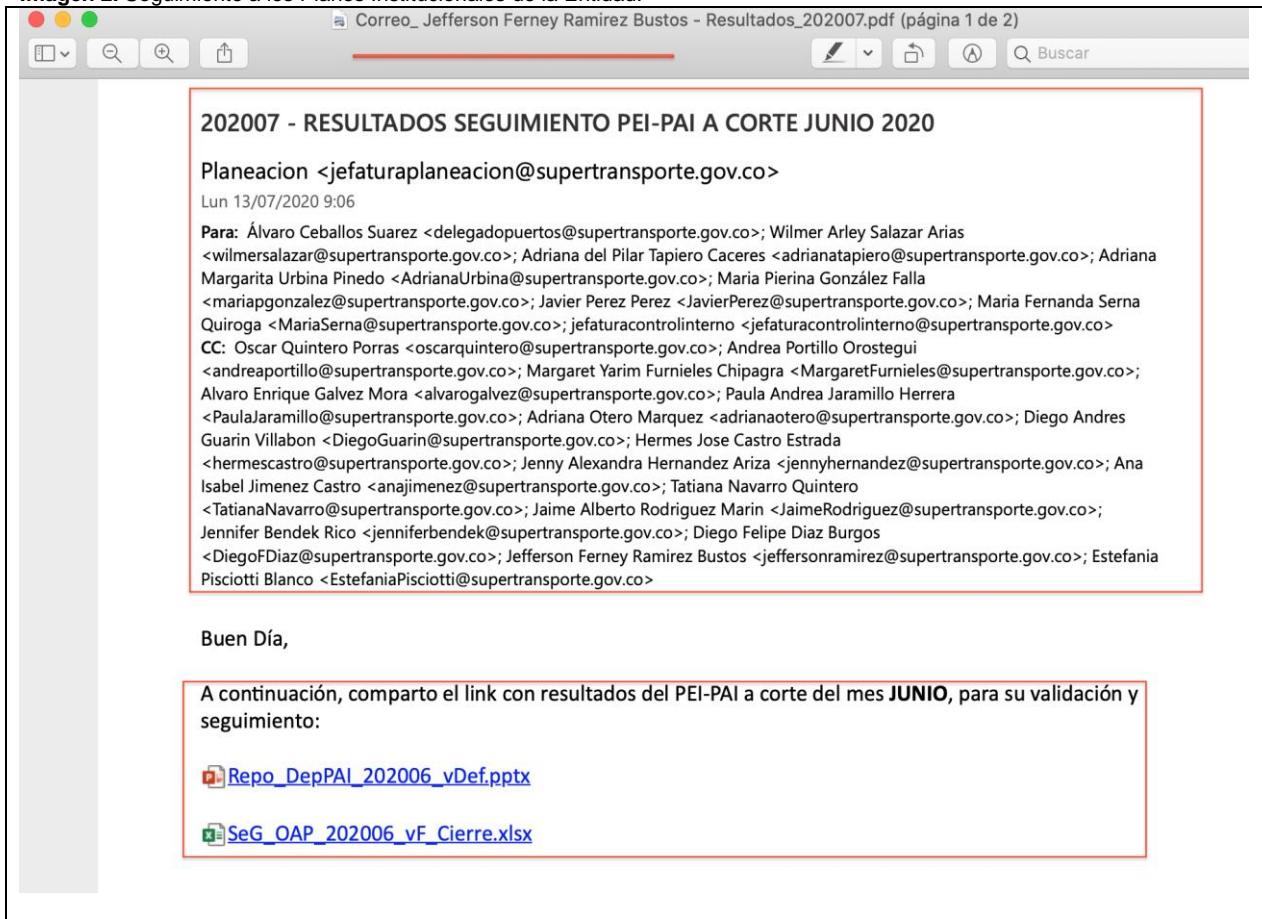 Imagen 2. Seguimiento a los Planes Institucionales de la Entidad.
Correo_ Jefferson Ferney Ramirez Bustos - Resultados_202007.pdf (página 1 de 2)
Buscar
202007 - RESULTADOS SEGUIMIENTO PEI-PAI A CORTE JUNIO 2020
Planeacion <jefaturaplaneacion@supertransporte.gov.co>
Lun 13/07/2020 9:06
Para: Álvaro Ceballos Suarez <delegadopuertos@supertransporte.gov.co>; Wilmer Arley Salazar Arias
<wilmersalazar@supertransporte.gov.co>; Adriana del Pilar Tapiero Caceres <adrianatapiero@supertransporte.gov.co>; Adriana
Margarita Urbina Pinedo <AdrianaUrbina@supertransporte.gov.co>; Maria Pierina González Falla
<mariapgonzalez@supertransporte.gov.co>; Javier Perez Perez <JavierPerez@supertransporte.gov.co>; Maria Fernanda Serna
Quiroga <MariaSerna@supertransporte.gov.co>; jefaturacontrolinterno <jefaturacontrolinterno@supertransporte.gov.co>
CC: Oscar Quintero Porras <oscarquintero@supertransporte.gov.co>; Andrea Portillo Orostegui
<andreaportillo@supertransporte.gov.co>; Margaret Yarim Furnieles Chipagra <MargaretFurnieles@supertransporte.gov.co>;
Alvaro Enrique Galvez Mora <alvarogalvez@supertransporte.gov.co>; Paula Andrea Jaramillo Herrera
<PaulaJaramillo@supertransporte.gov.co>; Adriana Otero Marquez <adrianaotero@supertransporte.gov.co>; Diego Andres
Guarin Villabon <DiegoGuarin@supertransporte.gov.co>; Hermes Jose Castro Estrada
<hermescastro@supertransporte.gov.co>; Jenny Alexandra Hernandez Ariza <jennyhernandez@supertransporte.gov.co>; Ana
Isabel Jimenez Castro <anajimenez@supertransporte.gov.co>; Tatiana Navarro Quintero
<TatianaNavarro@supertransporte.gov.co>; Jaime Alberto Rodriguez Marin <JaimeRodriguez@supertransporte.gov.co>;
Jennifer Bendek Rico <jenniferbendek@supertransporte.gov.co>; Diego Felipe Diaz Burgos
<DiegoFDiaz@supertransporte.gov.co>; Jefferson Ferney Ramirez Bustos <jeffersonramirez@supertransporte.gov.co>; Estefania
Pisciotti Blanco <EstefaniaPisciotti@supertransporte.gov.co>
Buen Día,
A continuación, comparto el link con resultados del PEI-PAI a corte del mes JUNIO, para su validación y
seguimiento:
Repo_DepPAI_202006_vDef.pptx
SeG_OAP_202006_vF_Cierre.xlsx